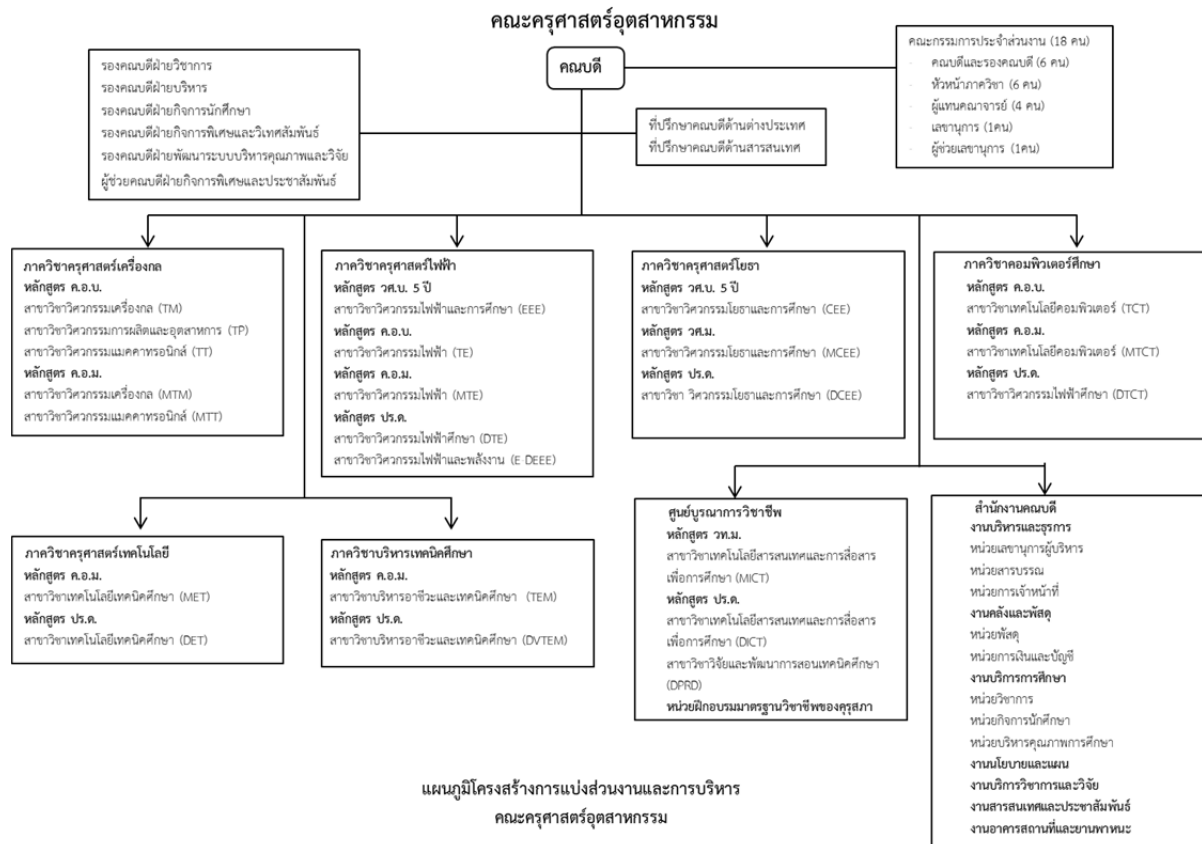 คณะครุศาสตร์อุตสาหกรรม
คณบดี
รองคณบดีฝ่ายวิชาการ
รองคณบดีฝ่ายบริหาร
รองคณบดีฝ่ายกิจการนักศึกษา
รองคณบดีฝ่ายกิจการพิเศษและวิเทศสัมพันธ์
รองคณบดีฝ่ายพัฒนาระบบบริหารคุณภาพและวิจัย
ผู้ช่วยคณบดีฝ่ายกิจการพิเศษและประชาสัมพันธ์
ที่ปรึกษาคณบดีด้านต่างประเทศ
ที่ปรึกษาคณบดีด้านสารสนเทศ
คณะกรรมการประจำส่วนงาน (18 คน)
คณบดีและรองคณบดี (6 คน)
หัวหน้าภาควิชา (6 คน)
ผู้แทนคณาจารย์ (4 คน)
เลขานุการ (1คน)
ผู้ช่วยเลขานุการ (1คน)
ภาควิชาครุศาสตร์เครื่องกล
หลักสูตร ค.อ.บ.
สาขาวิชาวิศวกรรมเครื่องกล (TM)
สาขาวิชาวิศวกรรมการผลิตและอุตสาหการ (TP)
สาขาวิชาวิศวกรรมแมคคาทรอนิกส์ (TT)
หลักสูตร ค.อ.ม.
สาขาวิชาวิศวกรรมเครื่องกล (MTM)
สาขาวิชาวิศวกรรมแมคคาทรอนิกส์ (MTT)
ภาควิชาครุศาสตร์ไฟฟ้า
หลักสูตร วศ.บ. 5 ปี
สาขาวิชาวิศวกรรมไฟฟ้าและการศึกษา (EEE)
หลักสูตร ค.อ.บ.
สาขาวิชาวิศวกรรมไฟฟ้า (TE)
หลักสูตร ค.อ.ม.
สาขาวิชาวิศวกรรมไฟฟ้า (MTE)
หลักสูตร ปร.ด.
สาขาวิชาวิศวกรรมไฟฟ้าศึกษา (DTE)
สาขาวิชาวิศวกรรมไฟฟ้าและพลังงาน (E DEEE)
ภาควิชาครุศาสตร์โยธา
หลักสูตร วศ.บ. 5 ปี
สาขาวิชาวิศวกรรมโยธาและการศึกษา (CEE)
หลักสูตร วศ.ม.
สาขาวิชาวิศวกรรมโยธาและการศึกษา (MCEE)
หลักสูตร ปร.ด.
สาขาวิชา วิศวกรรมโยธาและการศึกษา (DCEE)
ภาควิชาคอมพิวเตอร์ศึกษา
หลักสูตร ค.อ.บ.
สาขาวิชาเทคโนโลยีคอมพิวเตอร์ (TCT)
หลักสูตร ค.อ.ม.
สาขาวิชาเทคโนโลยีคอมพิวเตอร์ (MTCT)
หลักสูตร ปร.ด.
สาขาวิชาวิศวกรรมไฟฟ้าศึกษา (DTCT)
ภาควิชาครุศาสตร์เทคโนโลยี
หลักสูตร ค.อ.ม.
สาขาวิชาเทคโนโลยีเทคนิคศึกษา (MET)
หลักสูตร ปร.ด.
สาขาวิชาเทคโนโลยีเทคนิคศึกษา (DET)
ภาควิชาบริหารเทคนิคศึกษา
หลักสูตร ค.อ.ม.
สาขาวิชาบริหารอาชีวะและเทคนิคศึกษา (TEM)
หลักสูตร ปร.ด.
สาขาวิชาบริหารอาชีวะและเทคนิคศึกษา (DVTEM)
ศูนย์บูรณาการวิชาชีพ
หลักสูตร วท.ม.
สาขาวิชาเทคโนโลยีสารสนเทศและการสื่อสาร
เพื่อการศึกษา (MICT)
หลักสูตร ปร.ด.
สาขาวิชาเทคโนโลยีสารสนเทศและการสื่อสาร
เพื่อการศึกษา (DICT)
สาขาวิชาวิจัยและพัฒนาการสอนเทคนิคศึกษา
(DPRD)
หน่วยฝึกอบรมมาตรฐานวิชาชีพของคุรุสภา
สำนักงานคณบดี
งานบริหารและธุรการ
หน่วยเลขานุการผู้บริหาร
หน่วยสารบรรณ
หน่วยการเจ้าหน้าที่
งานคลังและพัสดุ
หน่วยพัสดุ
หน่วยการเงินและบัญชี
งานบริการการศึกษา
หน่วยวิชาการ
หน่วยกิจการนักศึกษา
หน่วยบริหารคุณภาพการศึกษา
งานนโยบายและแผน
งานบริการวิชาการและวิจัย
งานสารสนเทศและประชาสัมพันธ์
งานอาคารสถานที่และยานพาหนะ
แผนภูมิโครงสร้างการแบ่งส่วนงานและการบริหาร
คณะครุศาสตร์อุตสาหกรรม